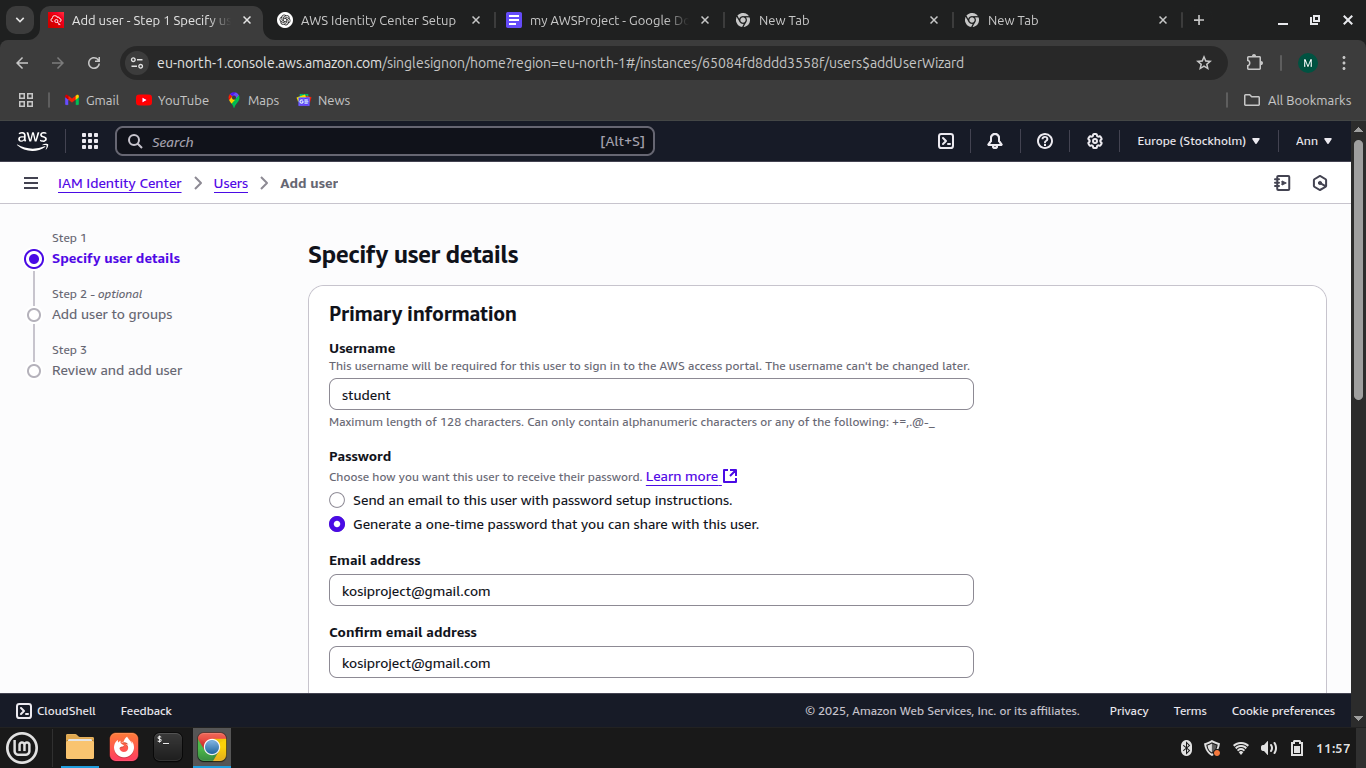 Add user - Step 1 Specify us
AWS Identity Center Setup
my AWSProject - Google Do
New Tab
New Tab
eu-north-1.console.aws.amazon.com/singlesignon/home?region=eu-north-1#/instances/65084fd8ddd3558f/users$addUserWizard
M
Gmail
YouTube
Maps
News
All Bookmarks
aws
Search
[Alt+S]
Europe (Stockholm)
Ann
IAM Identity Center
Users
Add user
Step 1
Specify user details
Step 2 - optional
Add user to groups
Step 3
Review and add user
Specify user details
Primary information
Username
This username will be required for this user to sign in to the AWS access portal. The username can't be changed later.
student
Maximum length of 128 characters. Can only contain alphanumeric characters or any of the following: +=,.@-_
Password
Choose how you want this user to receive their password. Learn more
Send an email to this user with password setup instructions.
Generate a one-time password that you can share with this user.
Email address
kosiproject@gmail.com
Confirm email address
kosiproject@gmail.com
CloudShell
Feedback
© 2025, Amazon Web Services, Inc. or its affiliates.
Privacy
Terms
Cookie preferences
11:57